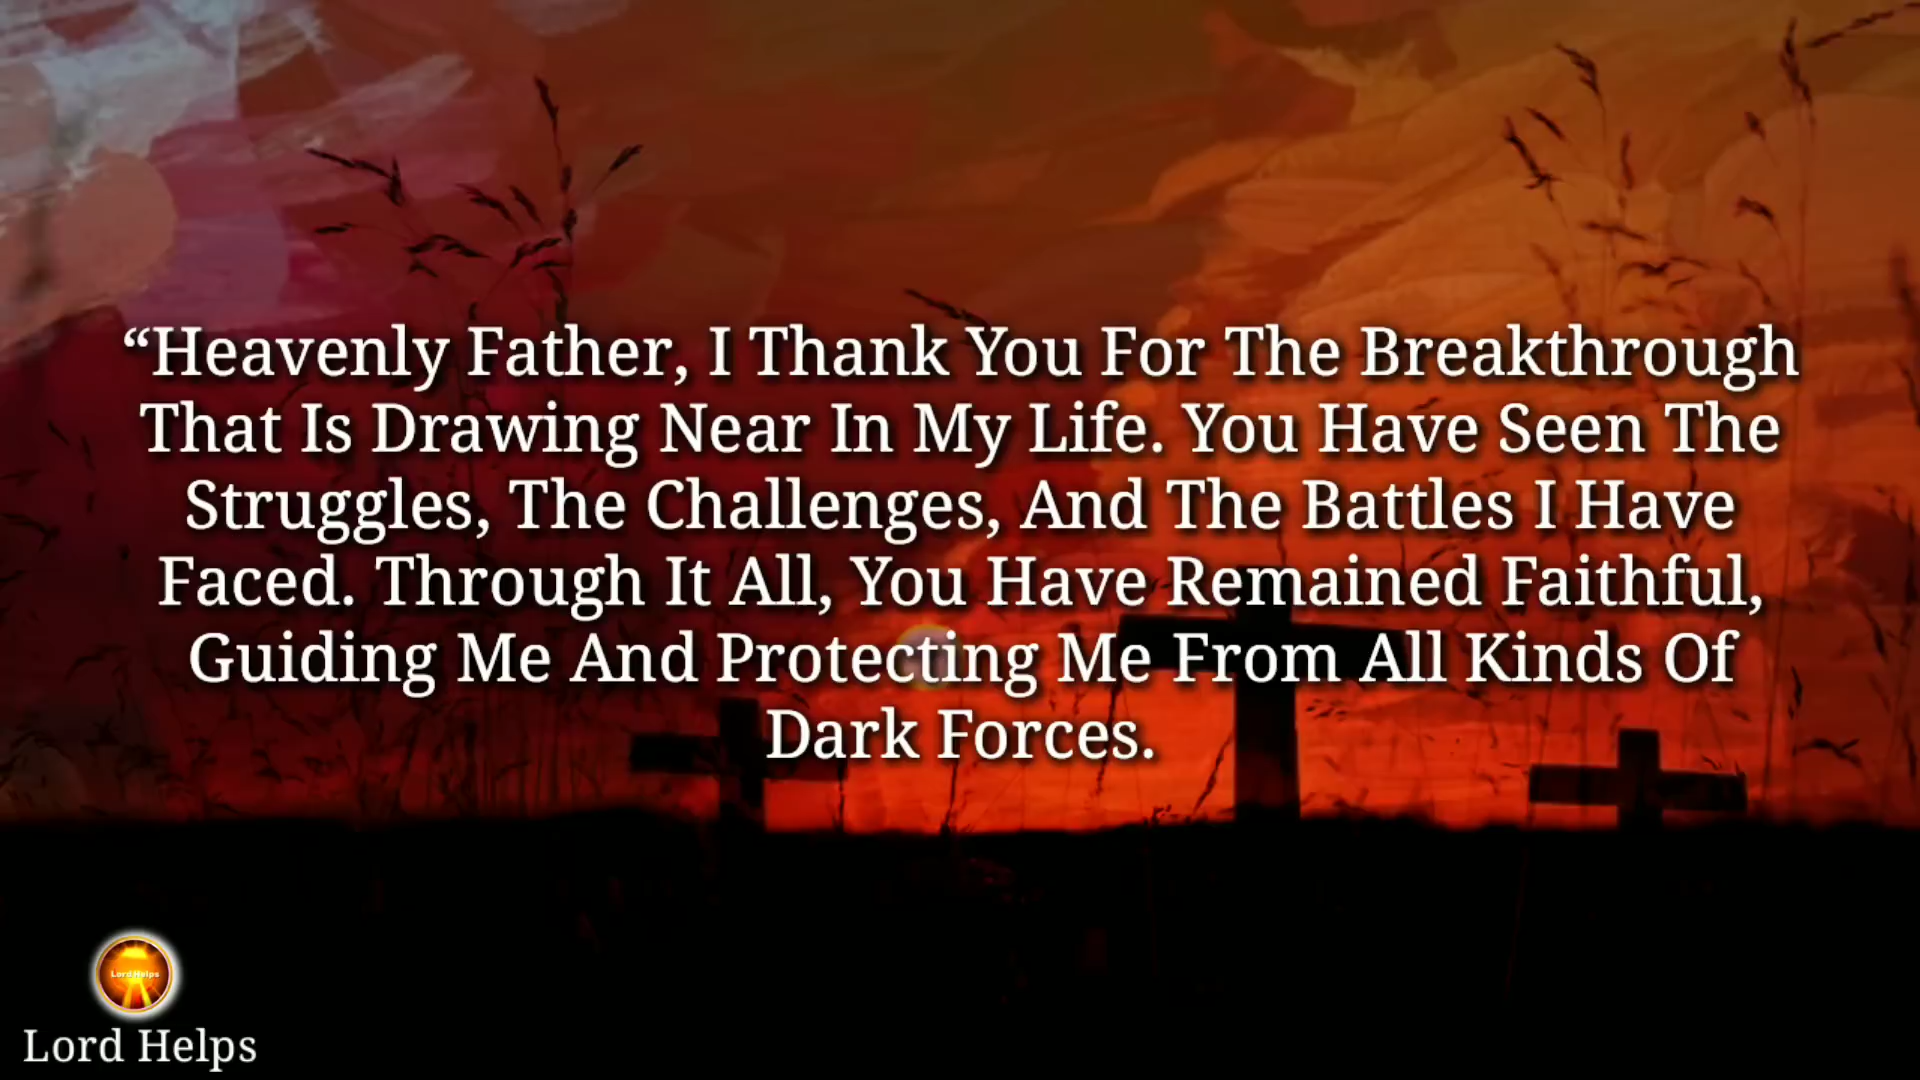 “Heavenly Father, I Thank You For The Breakthrough
That Is Drawing Near In My Life. You Have Seen The
Struggles, The Challenges, And The Battles I Have
Faced. Through It All, You Have Remained Faithful,
Guiding Me And Protecting Me From All Kinds Of
Dark Forces.
Lord Helps
Lord Helps